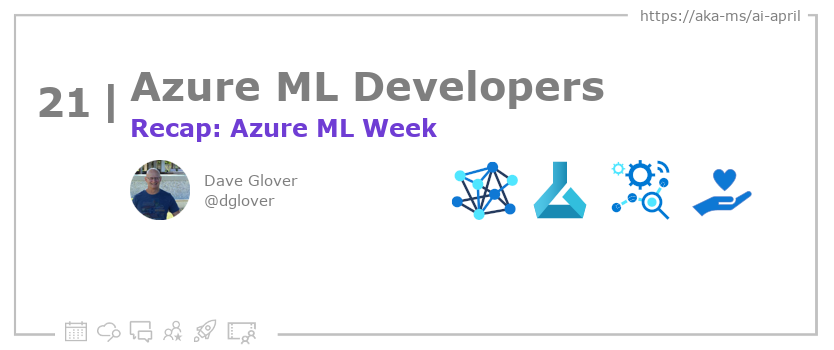 https://aka-ms/ai-april
21 | Azure ML Developers
Recap: Azure ML Week
Dave Glover
@dglover